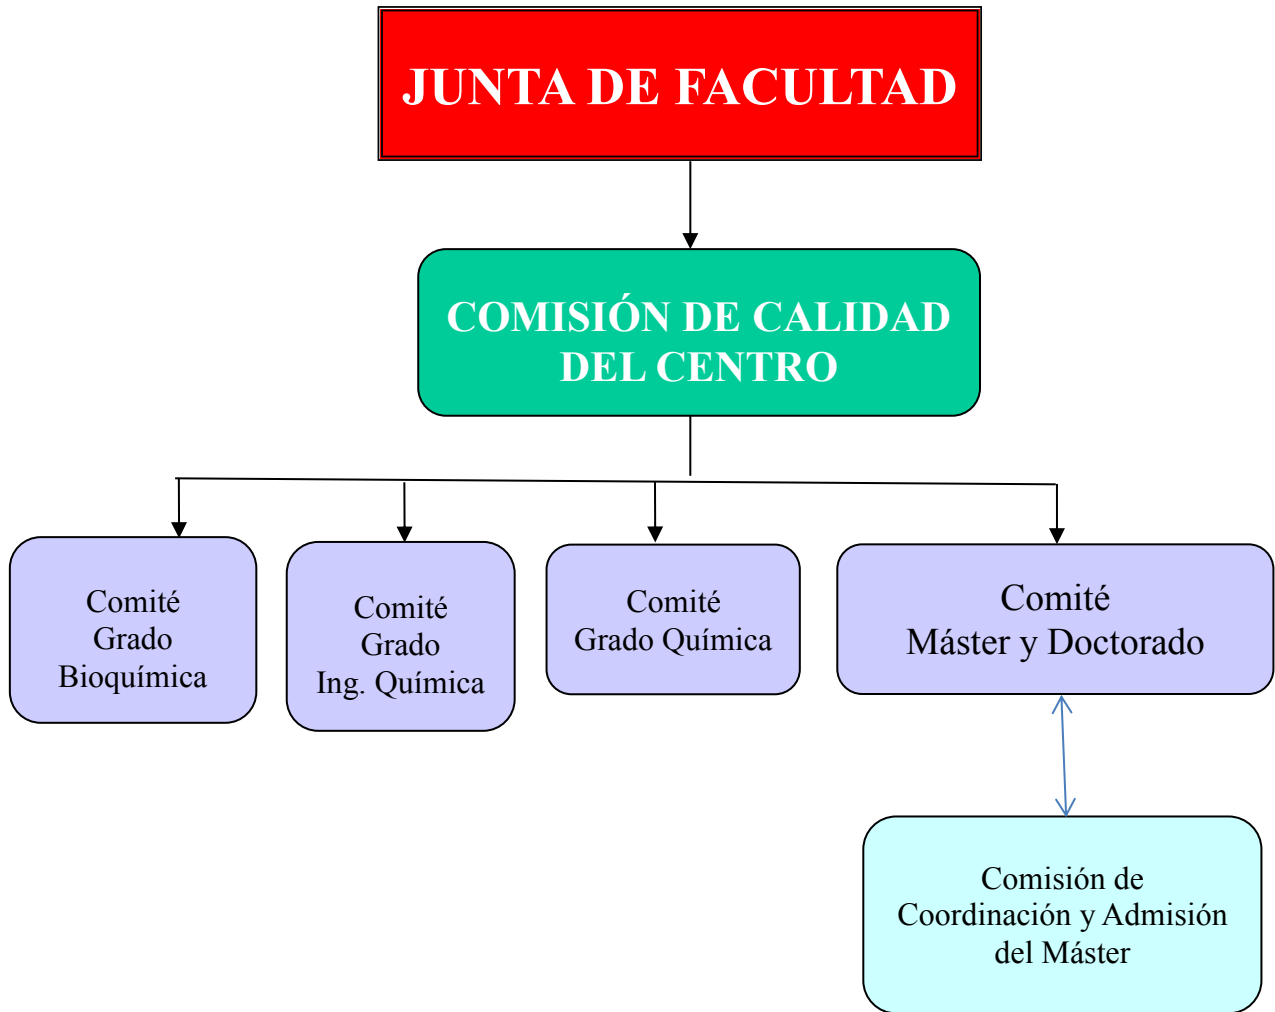 JUNTA DE FACULTAD
COMISIÓN DE CALIDAD
DEL CENTRO
Comité
Grado
Bioquímica
Comité
Grado
Ing. Química
Comité
Grado Química
Comité
Máster y Doctorado
Comisión de
Coordinación y Admisión
del Máster